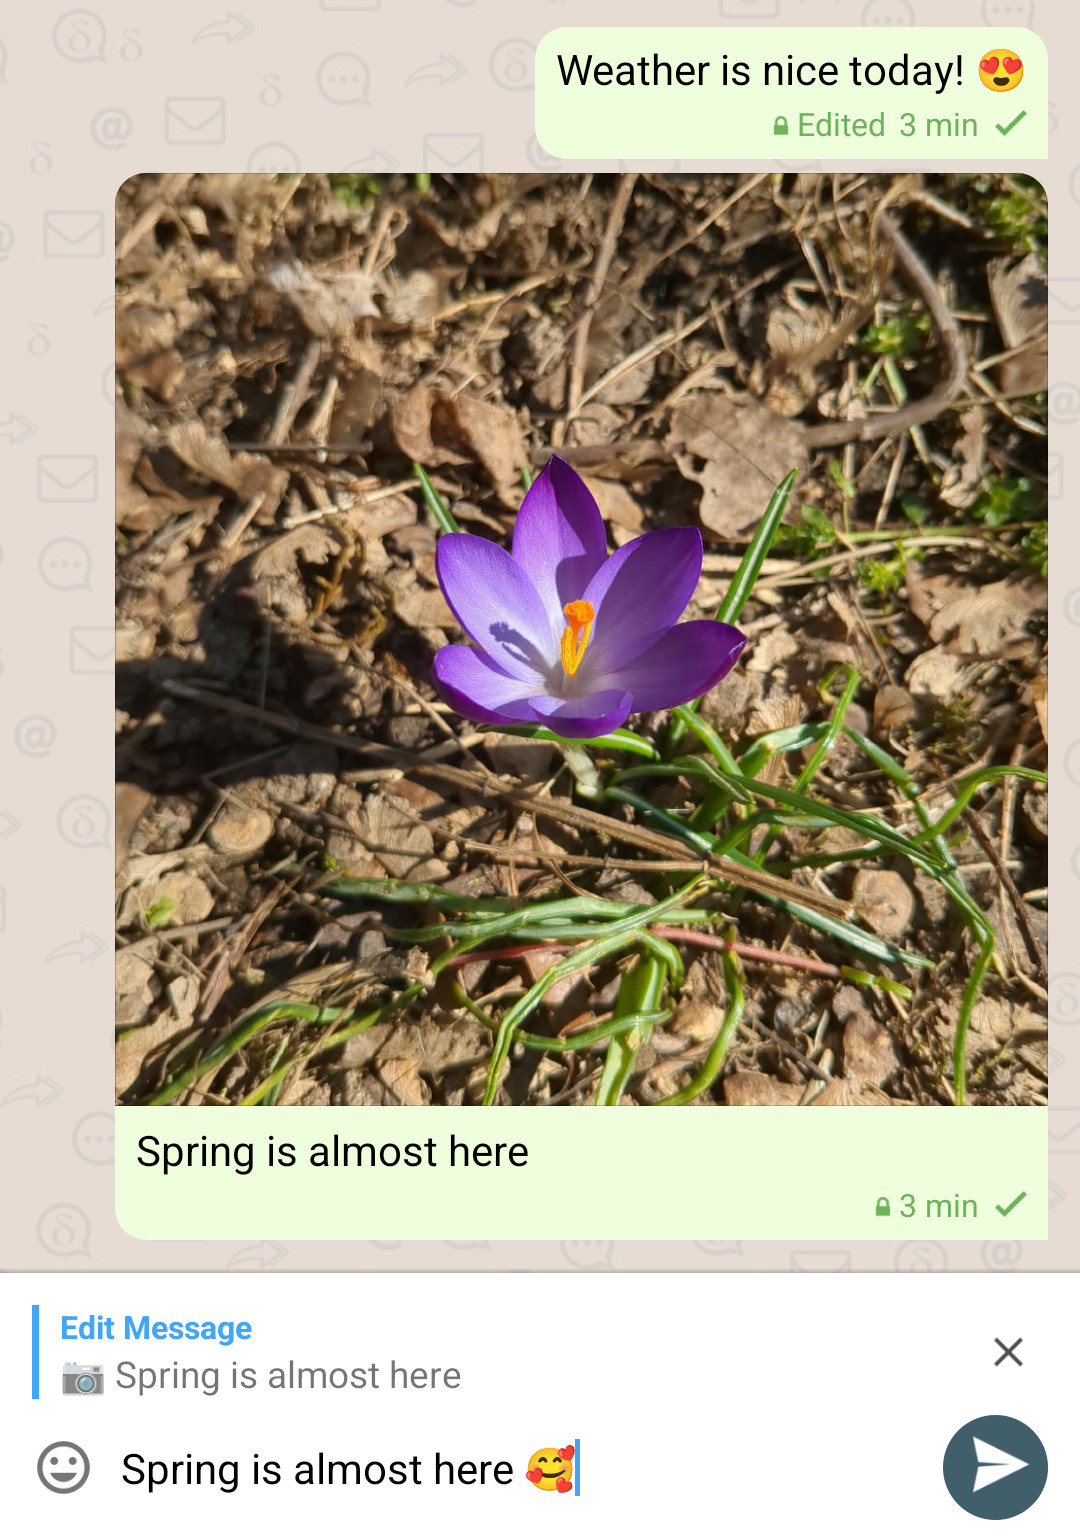 Weather is nice today! 😍
Edited 3 min
Spring is almost here
3 min
Edit Message
📷 Spring is almost here
Spring is almost here 🥰